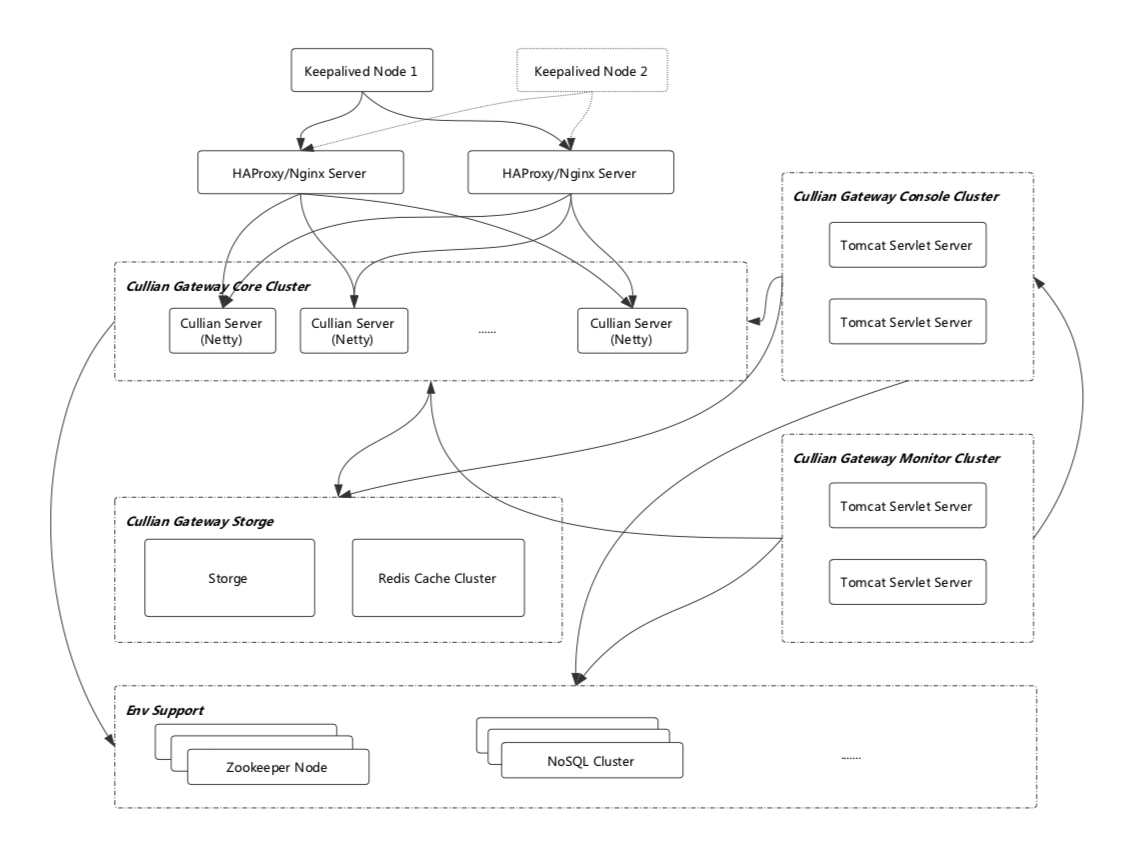 Keepalived Node 1
Keepalived Node 2
HAProxy/Nginx Server
HAProxy/Nginx Server
Cullian Gateway Console Cluster
Tomcat Servlet Server
Tomcat Servlet Server
Cullian Gateway Core Cluster
Cullian Server
(Netty)
Cullian Server
(Netty)
......
Cullian Server
(Netty)
Cullian Gateway Monitor Cluster
Tomcat Servlet Server
Tomcat Servlet Server
Cullian Gateway Storge
Storge
Redis Cache Cluster
Env Support
Zookeeper Node
NoSQL Cluster
.......